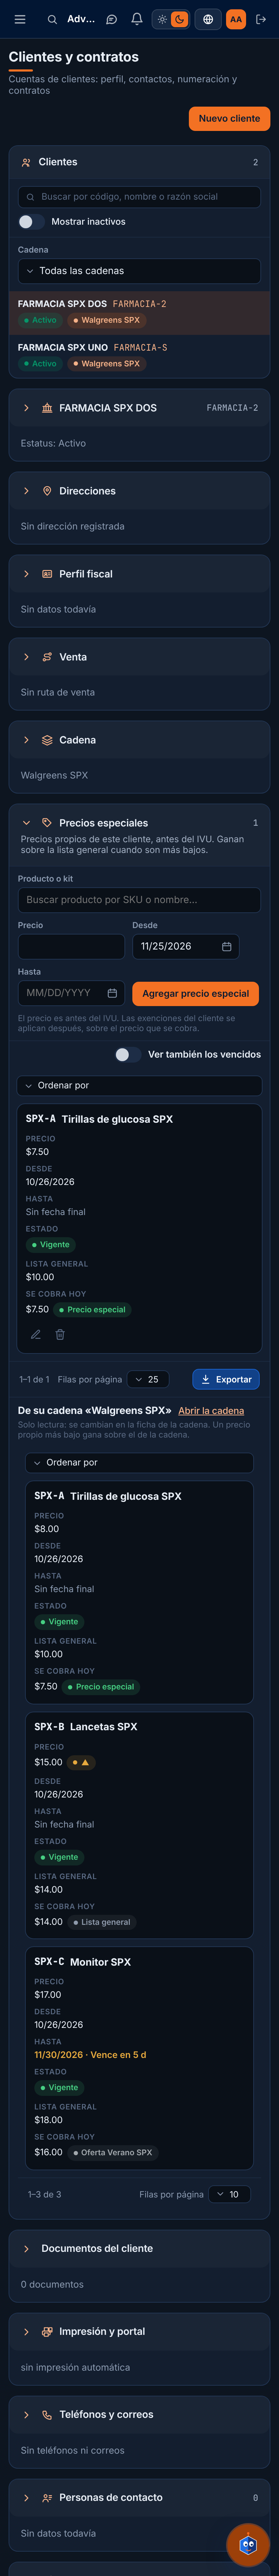 Adv...
AA
Clientes y contratos
Cuentas de clientes: perfil, contactos, numeración y
contratos
Nuevo cliente
Clientes 2
Buscar por código, nombre o razón social
Mostrar inactivos
Cadena
Todas las cadenas
FARMACIA SPX DOS FARMACIA-2
Activo Walgreens SPX
FARMACIA SPX UNO FARMACIA-S
Activo Walgreens SPX
FARMACIA SPX DOS FARMACIA-2
Estatus: Activo
Direcciones
Sin dirección registrada
Perfil fiscal
Sin datos todavía
Venta
Sin ruta de venta
Cadena
Walgreens SPX
Precios especiales 1
Precios propios de este cliente, antes del IVU. Ganan
sobre la lista general cuando son más bajos.
Producto o kit
Buscar producto por SKU o nombre...
Precio Desde
11/25/2026
Hasta
MM/DD/YYYY Agregar precio especial
El precio es antes del IVU. Las exenciones del cliente se
aplican después, sobre el precio que se cobra.
Ver también los vencidos
Ordenar por
SPX-A Tirillas de glucosa SPX
PRECIO
$7.50
DESDE
10/26/2026
HASTA
Sin fecha final
ESTADO
Vigente
LISTA GENERAL
$10.00
SE COBRA HOY
$7.50 Precio especial
1–1 de 1 Filas por página 25 Exportar
De su cadena «Walgreens SPX» Abrir la cadena
Solo lectura: se cambian en la ficha de la cadena. Un precio
propio más bajo gana sobre el de la cadena.
Ordenar por
SPX-A Tirillas de glucosa SPX
PRECIO
$8.00
DESDE
10/26/2026
HASTA
Sin fecha final
ESTADO
Vigente
LISTA GENERAL
$10.00
SE COBRA HOY
$7.50 Precio especial
SPX-B Lancetas SPX
PRECIO
$15.00
DESDE
10/26/2026
HASTA
Sin fecha final
ESTADO
Vigente
LISTA GENERAL
$14.00
SE COBRA HOY
$14.00 Lista general
SPX-C Monitor SPX
PRECIO
$17.00
DESDE
10/26/2026
HASTA
11/30/2026 · Vence en 5 d
ESTADO
Vigente
LISTA GENERAL
$18.00
SE COBRA HOY
$16.00 Oferta Verano SPX
1–3 de 3 Filas por página 10
Documentos del cliente
0 documentos
Impresión y portal
sin impresión automática
Teléfonos y correos
Sin teléfonos ni correos
Personas de contacto 0
Sin datos todavía